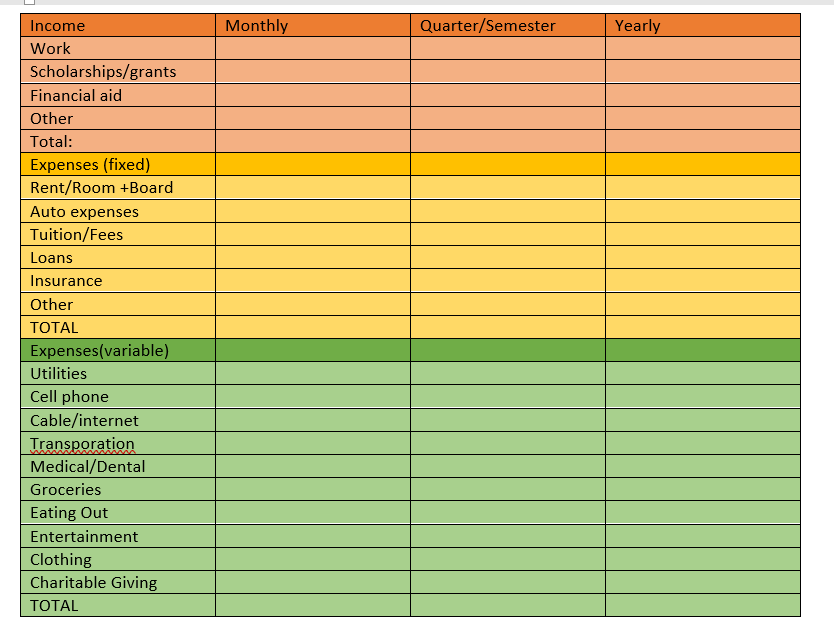 Income Monthly Quarter/Semester Yearly
Work
Scholarships/grants
Financial aid
Other
Total:
Expenses (fixed)
Rent/Room +Board
Auto expenses
Tuition/Fees
Loans
Insurance
Other
TOTAL
Expenses(variable)
Utilities
Cell phone
Cable/internet
Transporation
Medical/Dental
Groceries
Eating Out
Entertainment
Clothing
Charitable Giving
TOTAL